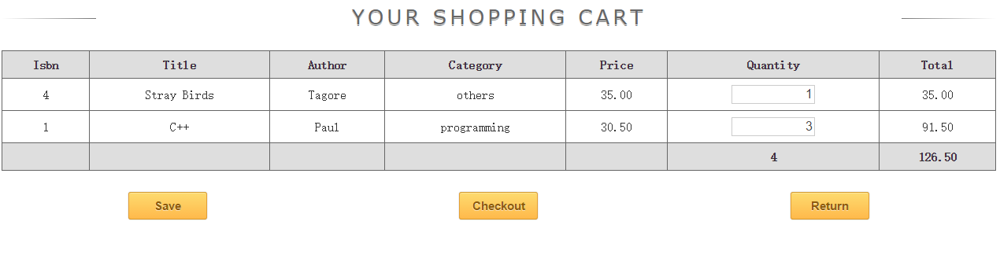 YOUR SHOPPING CART
Isbn Title Author Category Price Quantity Total
4 Stray Birds Tagore others 35.00 1 35.00
1 C++ Paul programming 30.50 3 91.50
4 126.50
Save Checkout Return